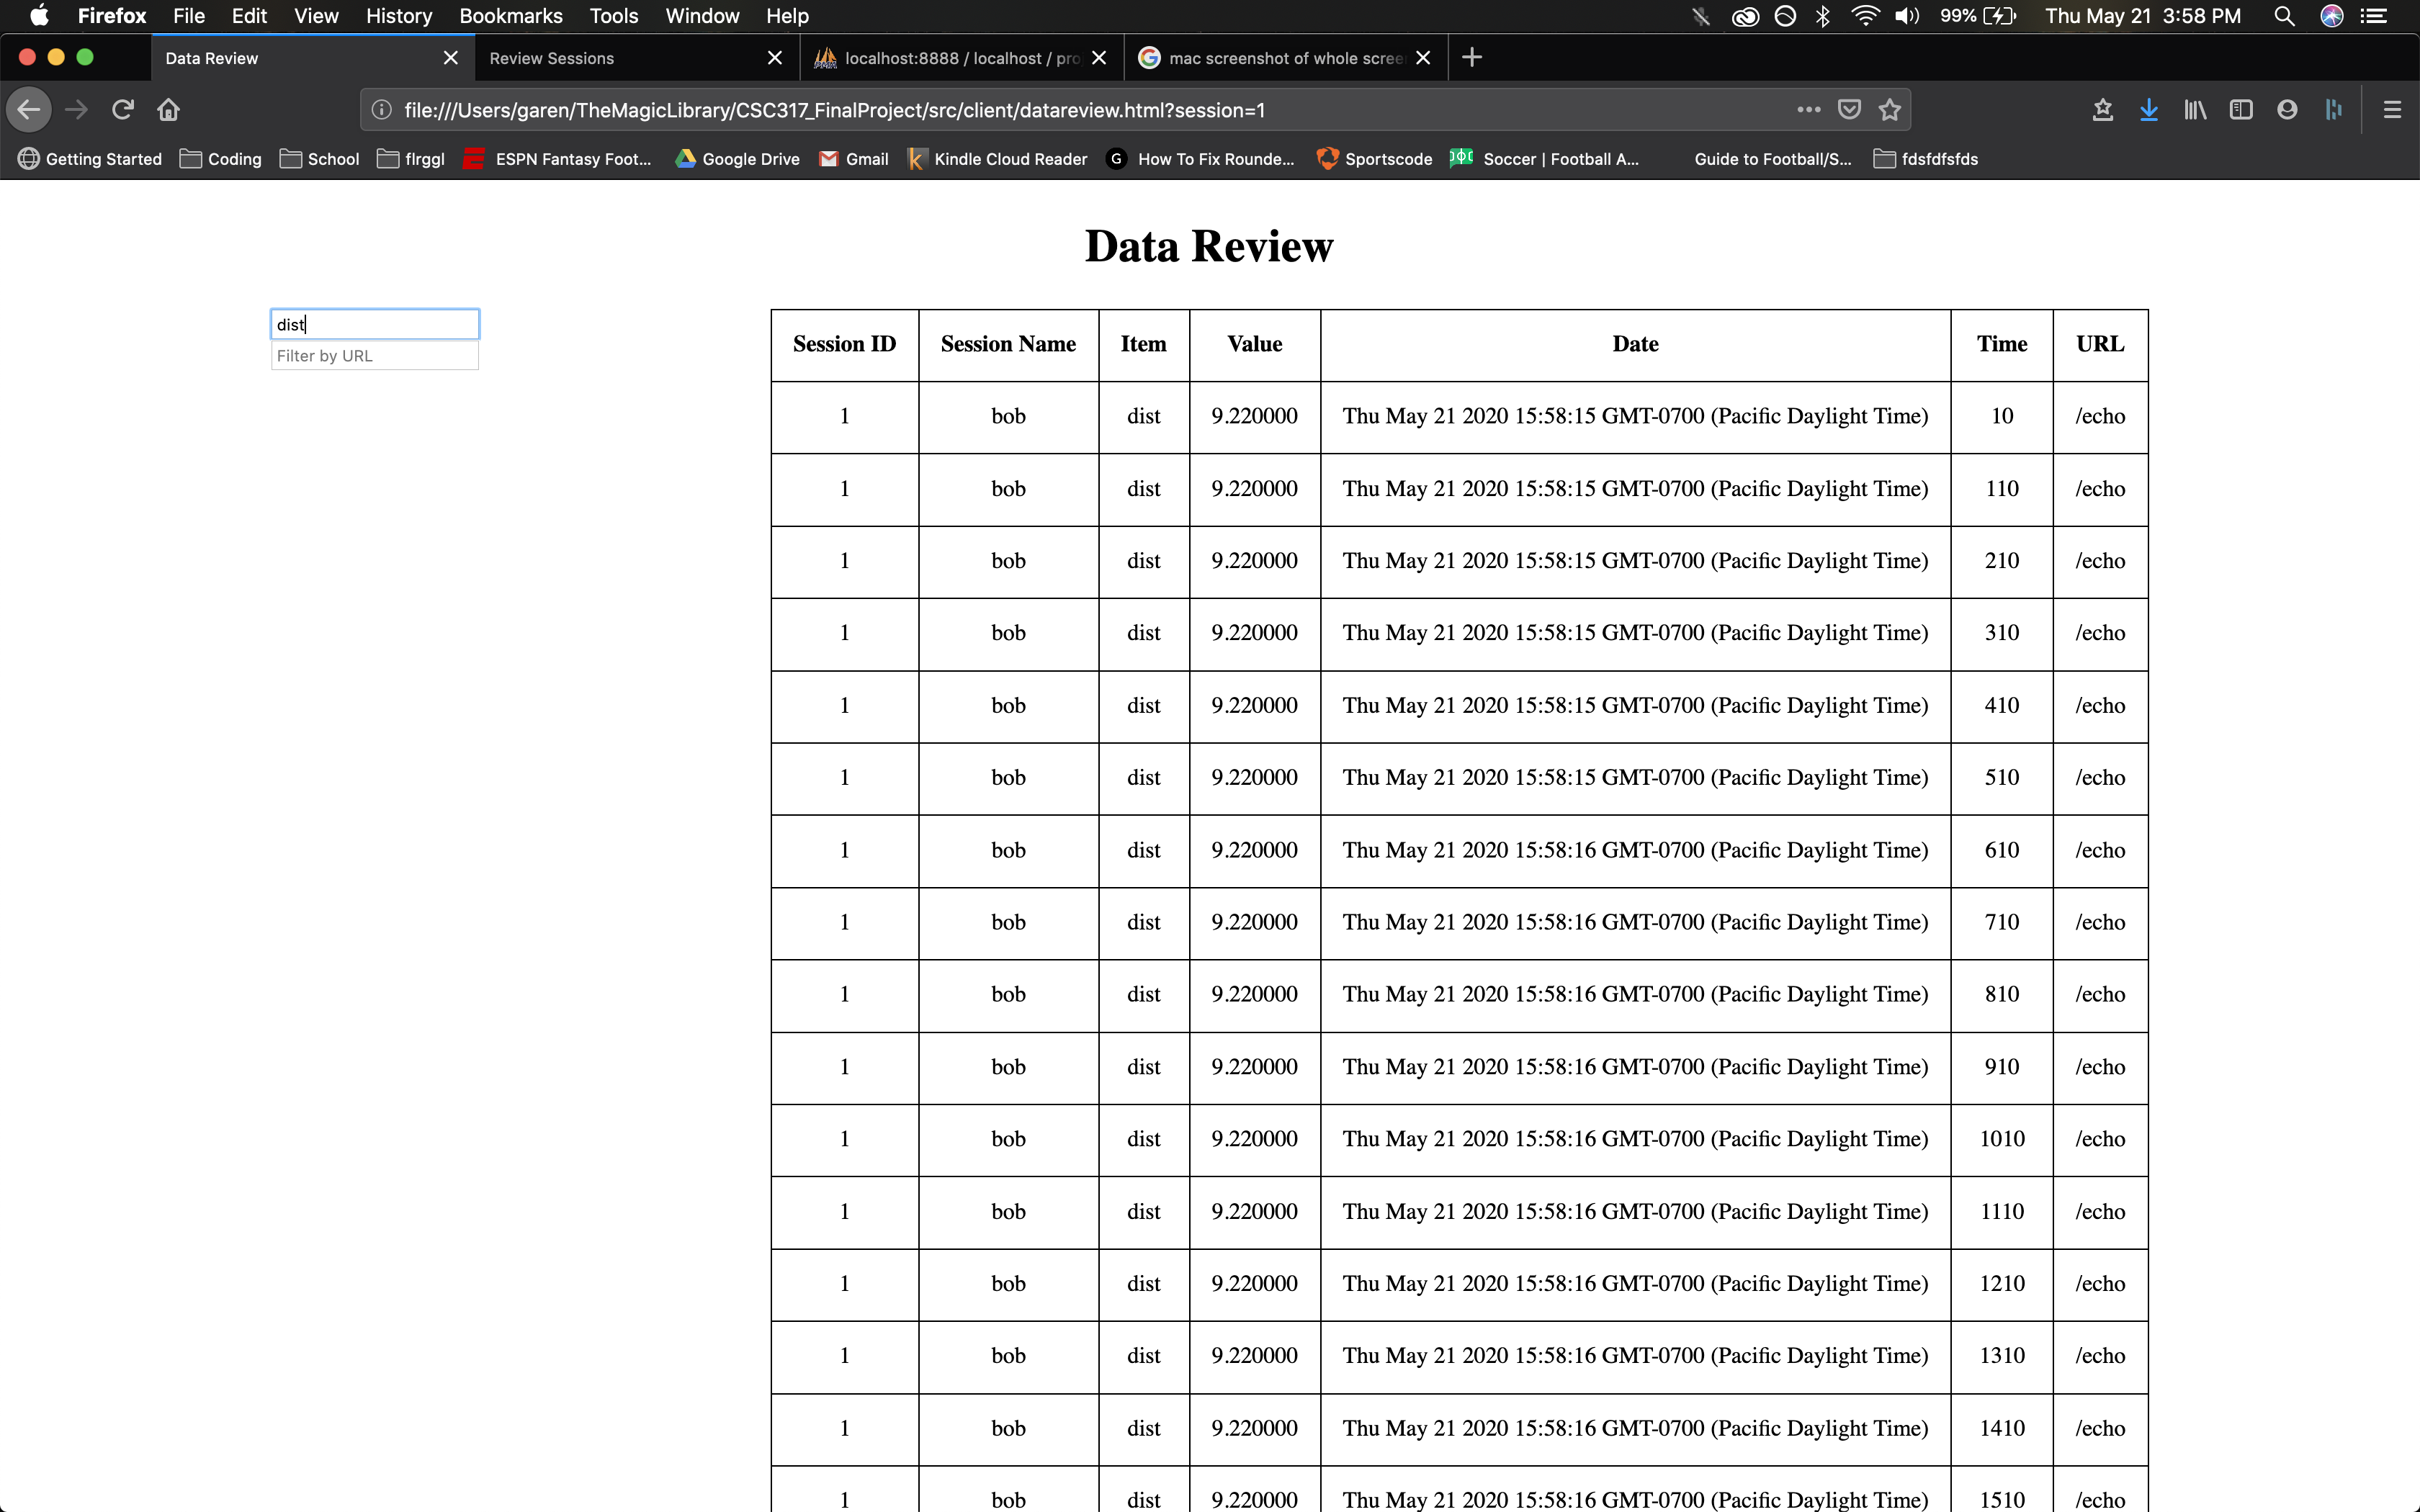 Firefox File Edit View History Bookmarks Tools Window Help 99% Thu May 21 3:58 PM
Data Review Review Sessions localhost:8888 / localhost / pro mac screenshot of whole scree
file:///Users/garen/TheMagicLibrary/CSC317_FinalProject/src/client/datareview.html?session=1
Getting Started Coding School flrggl ESPN Fantasy Foot... Google Drive Gmail Kindle Cloud Reader How To Fix Rounde... Sportscode Soccer | Football A... Guide to Football/S... fdsfdfsfds
Data Review
dist
Filter by URL
Session ID Session Name Item Value Date Time URL
1 bob dist 9.220000 Thu May 21 2020 15:58:15 GMT-0700 (Pacific Daylight Time) 10 /echo
1 bob dist 9.220000 Thu May 21 2020 15:58:15 GMT-0700 (Pacific Daylight Time) 110 /echo
1 bob dist 9.220000 Thu May 21 2020 15:58:15 GMT-0700 (Pacific Daylight Time) 210 /echo
1 bob dist 9.220000 Thu May 21 2020 15:58:15 GMT-0700 (Pacific Daylight Time) 310 /echo
1 bob dist 9.220000 Thu May 21 2020 15:58:15 GMT-0700 (Pacific Daylight Time) 410 /echo
1 bob dist 9.220000 Thu May 21 2020 15:58:15 GMT-0700 (Pacific Daylight Time) 510 /echo
1 bob dist 9.220000 Thu May 21 2020 15:58:16 GMT-0700 (Pacific Daylight Time) 610 /echo
1 bob dist 9.220000 Thu May 21 2020 15:58:16 GMT-0700 (Pacific Daylight Time) 710 /echo
1 bob dist 9.220000 Thu May 21 2020 15:58:16 GMT-0700 (Pacific Daylight Time) 810 /echo
1 bob dist 9.220000 Thu May 21 2020 15:58:16 GMT-0700 (Pacific Daylight Time) 910 /echo
1 bob dist 9.220000 Thu May 21 2020 15:58:16 GMT-0700 (Pacific Daylight Time) 1010 /echo
1 bob dist 9.220000 Thu May 21 2020 15:58:16 GMT-0700 (Pacific Daylight Time) 1110 /echo
1 bob dist 9.220000 Thu May 21 2020 15:58:16 GMT-0700 (Pacific Daylight Time) 1210 /echo
1 bob dist 9.220000 Thu May 21 2020 15:58:16 GMT-0700 (Pacific Daylight Time) 1310 /echo
1 bob dist 9.220000 Thu May 21 2020 15:58:16 GMT-0700 (Pacific Daylight Time) 1410 /echo
1 bob dist 9.220000 Thu May 21 2020 15:58:16 GMT-0700 (Pacific Daylight Time) 1510 /echo